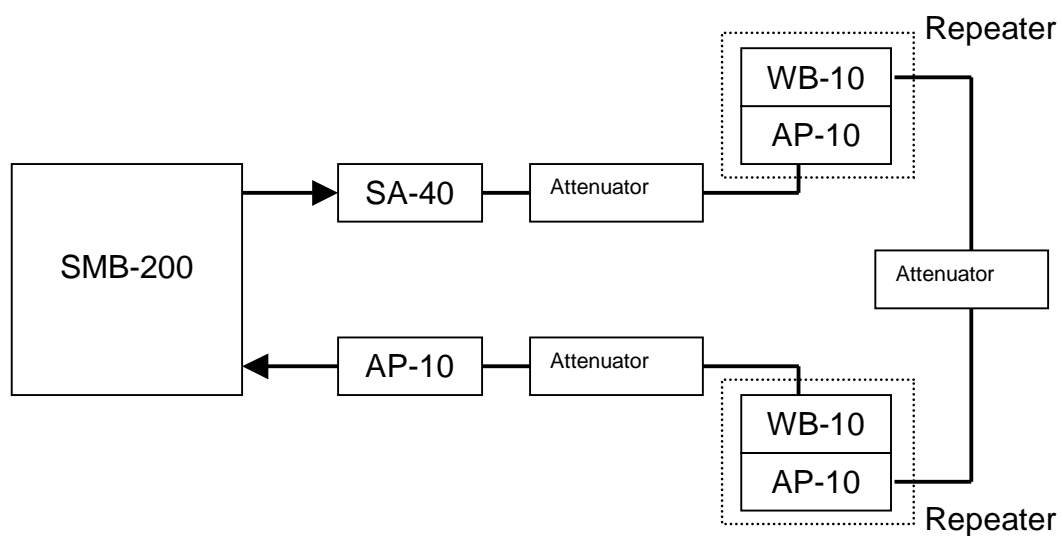 Repeater
WB-10
AP-10
SA-40
Attenuator
SMB-200
Attenuator
AP-10
Attenuator
WB-10
AP-10
Repeater